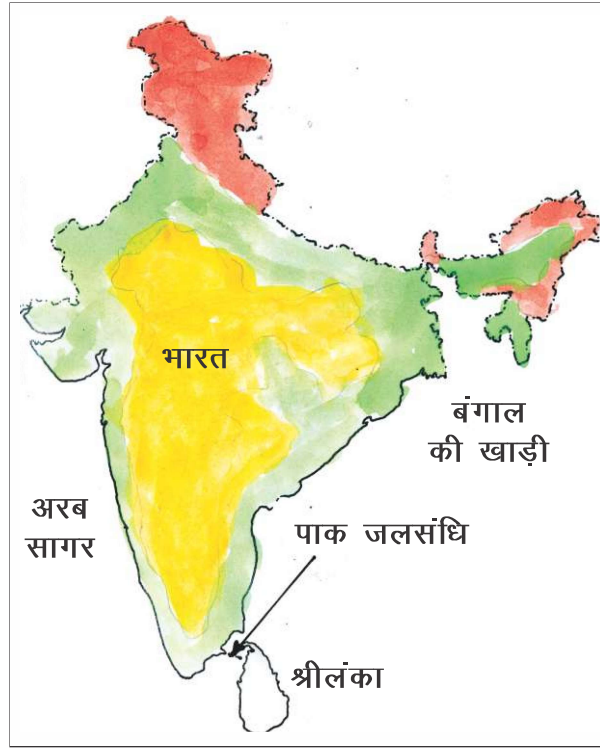 भारत
बंगाल
की खाड़ी
अरब
सागर
पाक जलसंधि
श्रीलंका